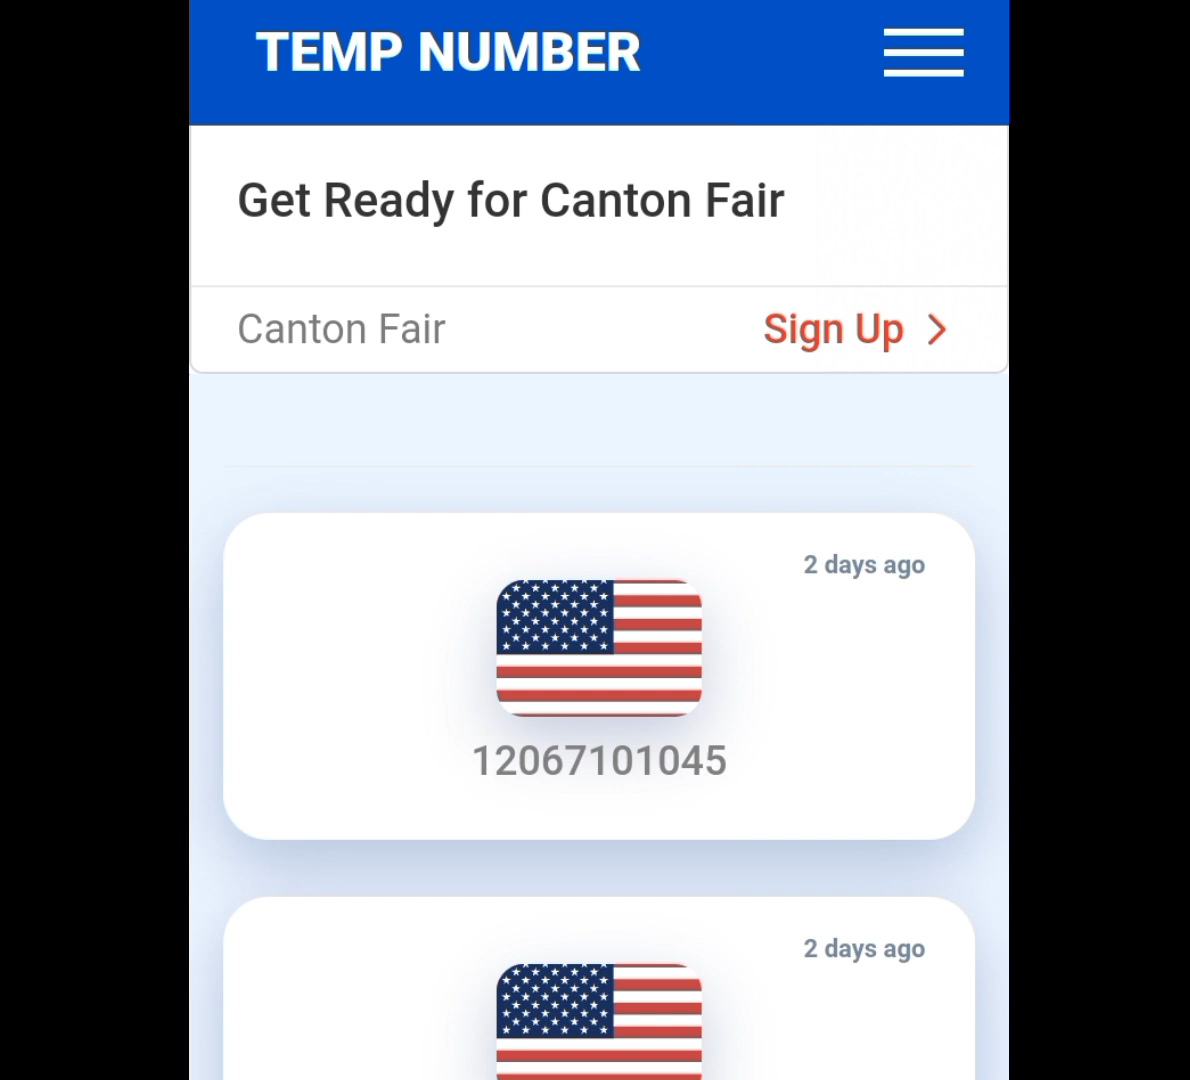 TEMP NUMBER
Get Ready for Canton Fair
Canton Fair
Sign Up
2 days ago
12067101045
2 days ago